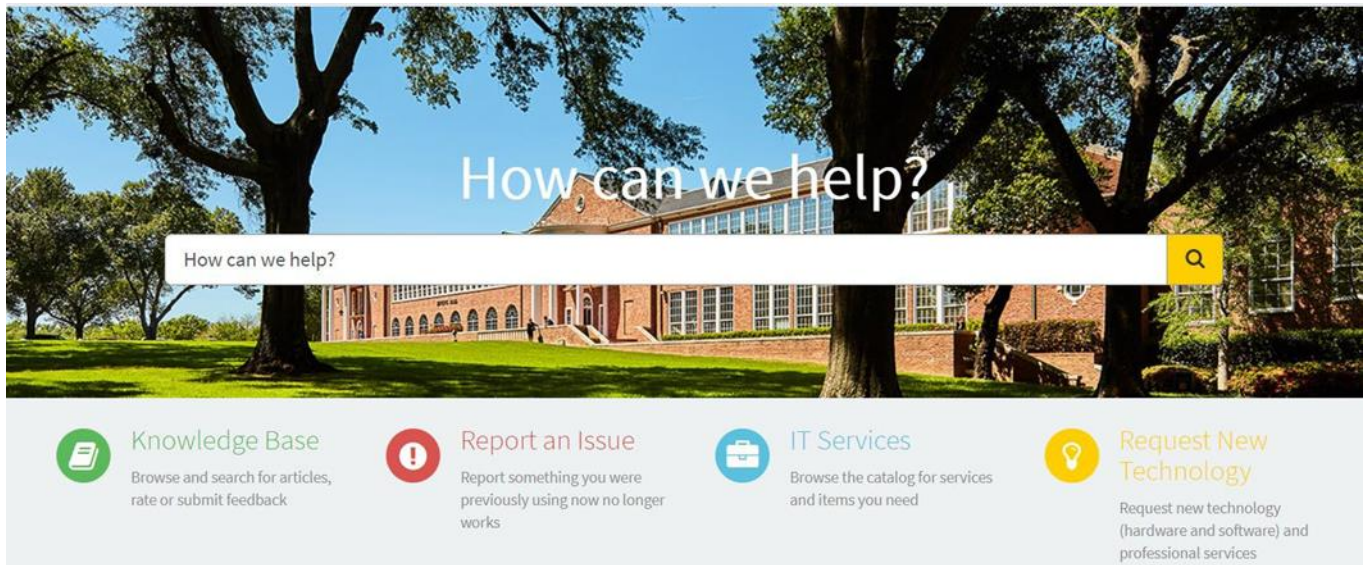 How can we help?
How can we help?
Knowledge Base
Browse and search for articles,
rate or submit feedback
Report an Issue
Report something you were
previously using now no longer
works
IT Services
Browse the catalog for services
and items you need
Request New
Technology
Request new technology
(hardware and software) and
professional services